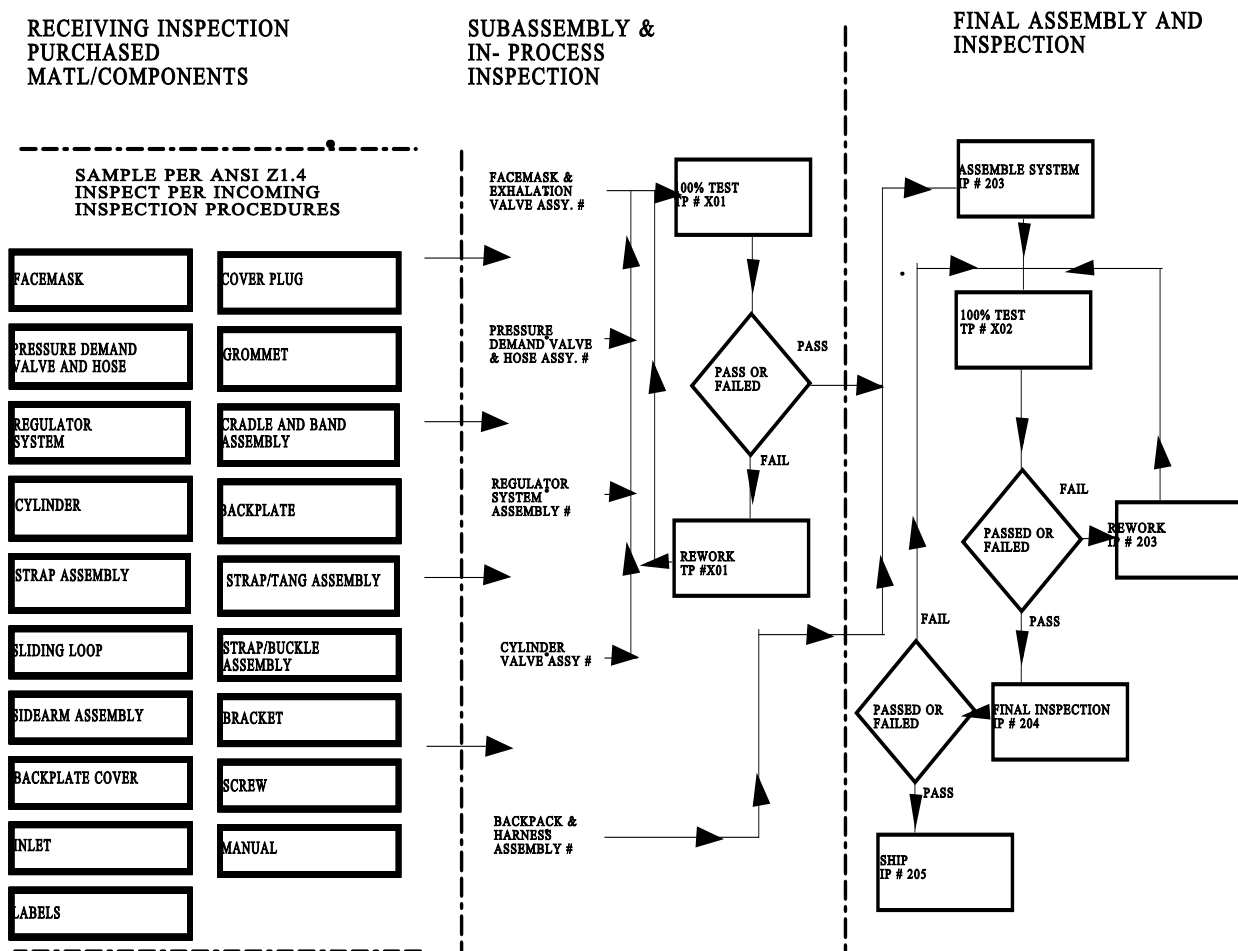 RECEIVING INSPECTION
PURCHASED
MATL/COMPONENTS
SAMPLE PER ANSI Z1.4
INSPECT PER INCOMING
INSPECTION PROCEDURES
FACEMASK
PRESSURE DEMAND
VALVE AND HOSE
REGULATOR
SYSTEM
CYLINDER
STRAP ASSEMBLY
SLIDING LOOP
SIDEARM ASSEMBLY
BACKPLATE COVER
INLET
LABELS
COVER PLUG
GROMMET
CRADLE AND BAND
ASSEMBLY
BACKPLATE
STRAP/TANG ASSEMBLY
STRAP/BUCKLE
ASSEMBLY
BRACKET
SCREW
MANUAL
SUBASSEMBLY &
IN- PROCESS
INSPECTION
FACEMASK &
EXHALATION
VALVE ASSY. #
PRESSURE
DEMAND VALVE
& HOSE ASSY. #
REGULATOR
SYSTEM
ASSEMBLY #
CYLINDER
VALVE ASSY #
BACKPACK &
HARNESS
ASSEMBLY #
100% TEST
TP # X01
PASS OR
FAILED
PASS
FAIL
REWORK
TP #X01
FINAL ASSEMBLY AND
INSPECTION
ASSEMBLE SYSTEM
IP # 203
100% TEST
TP # X02
PASSED OR
FAILED
FAIL
REWORK
IP # 203
PASS
FINAL INSPECTION
IP # 204
PASSED OR
FAILED
FAIL
PASS
SHIP
IP # 205